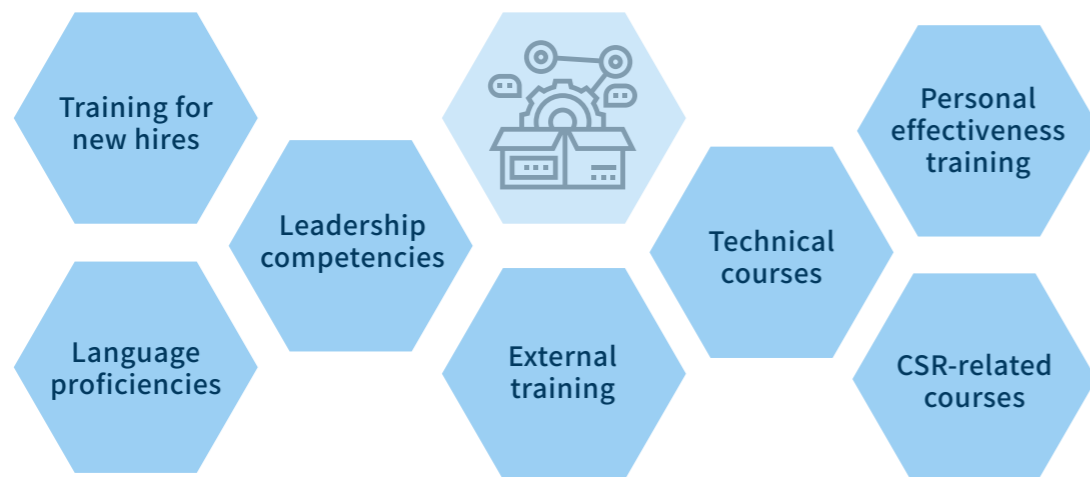 Training for
new hires
Leadership
competencies
Language
proficiencies
External
training
Technical
courses
Personal
effectiveness
training
CSR-related
courses